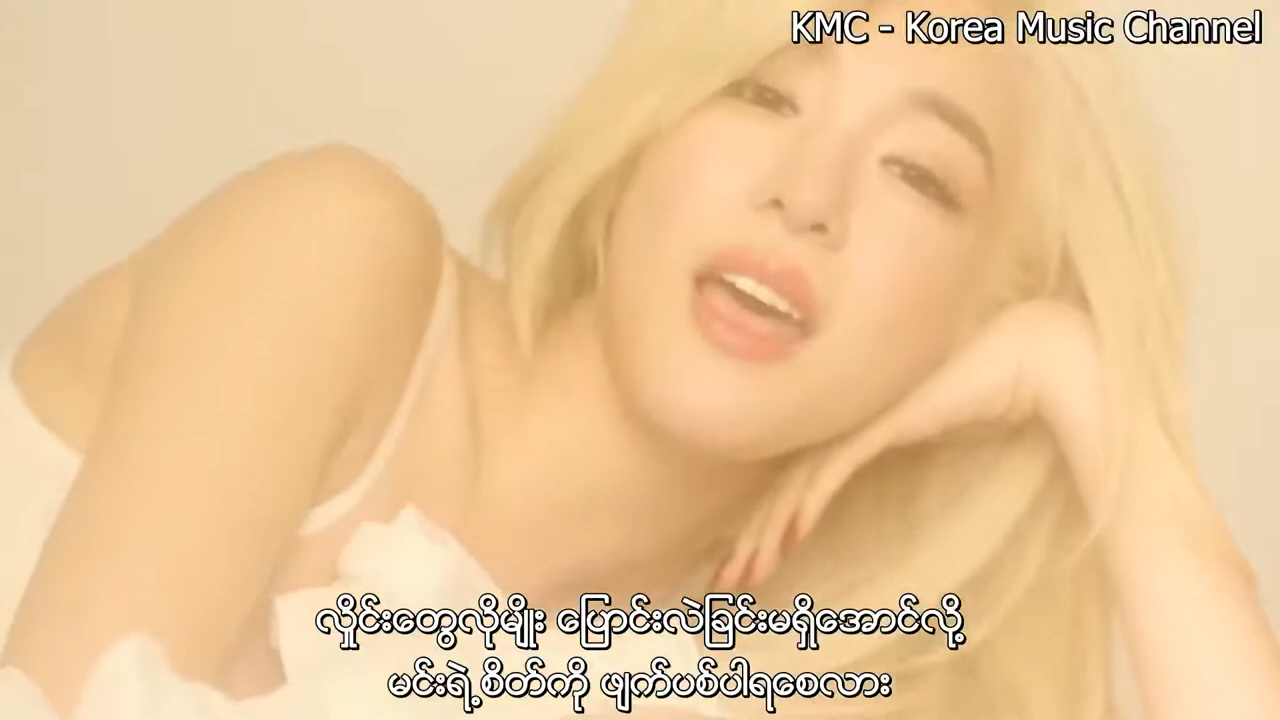 KMC - Korea Music Channel
လှိုင်းတွေလိုမျိုး ပြောင်းလဲခြင်းမရှိအောင်လို့
မင်းရဲ့စိတ်ကို ဖျက်ပစ်ပါရစေလား